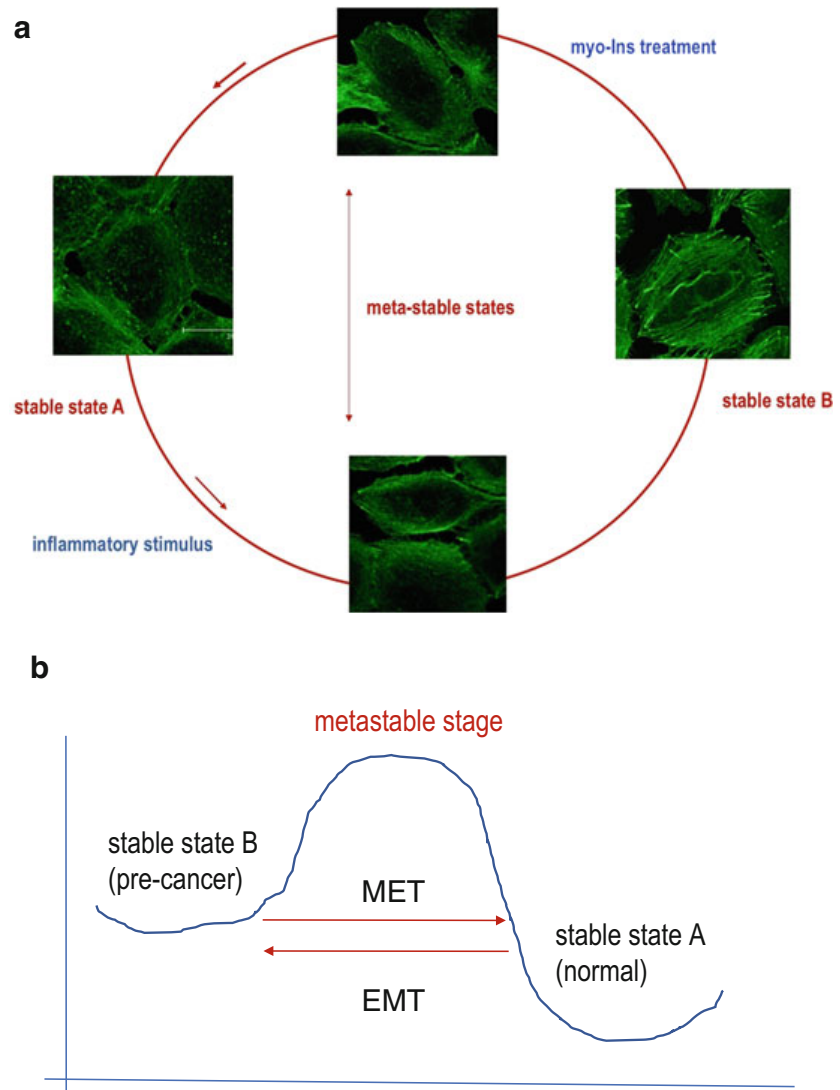 a
myo-Ins treatment
meta-stable states
stable state A
stable state B
inflammatory stimulus
b
metastable stage
stable state B
(pre-cancer)
MET
stable state A
(normal)
EMT